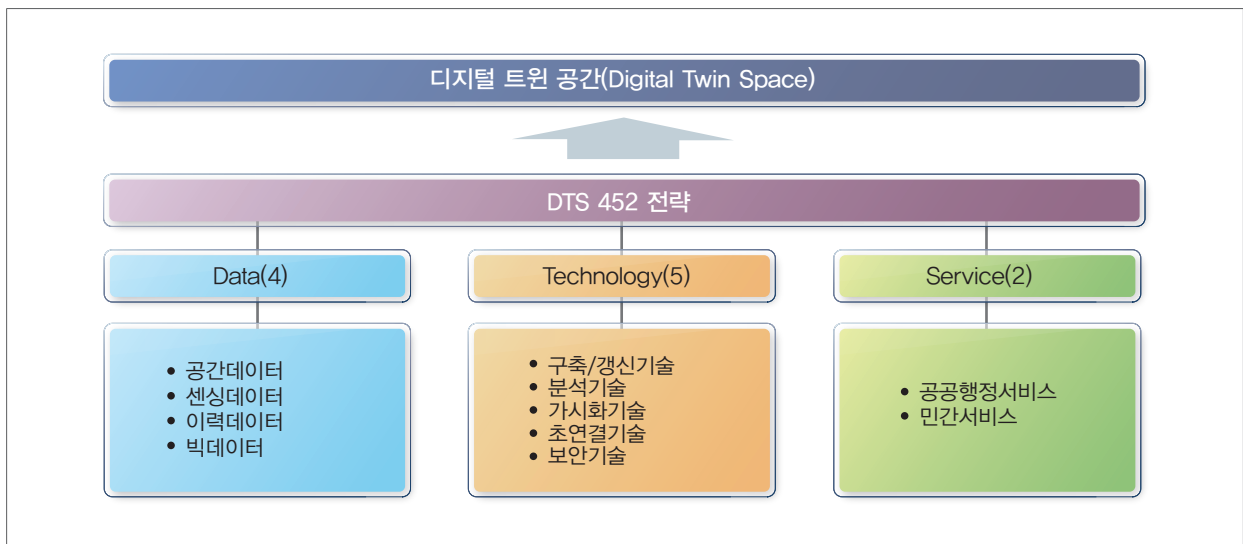 디지털 트윈 공간(Digital Twin Space)
DTS 452 전략
Data(4)
• 공간데이터
• 센싱데이터
• 이력데이터
• 빅데이터
Technology(5)
• 구축/갱신기술
• 분석기술
• 가시화기술
• 초연결기술
• 보안기술
Service(2)
• 공공행정서비스
• 민간서비스